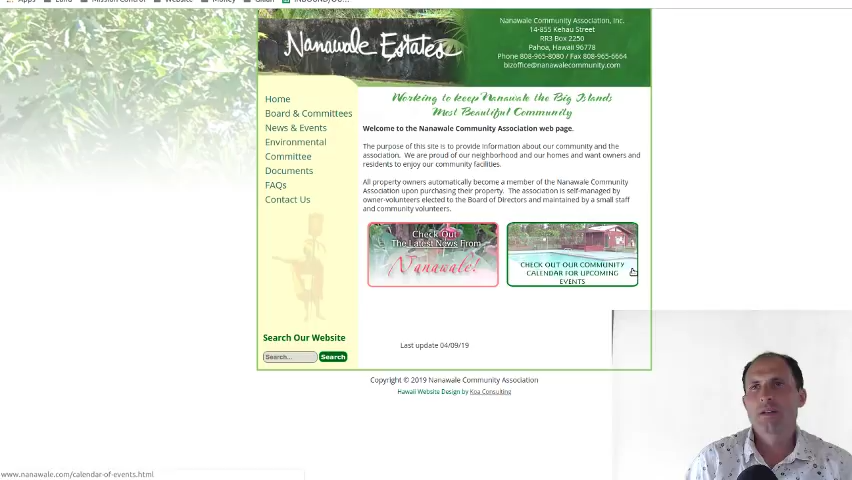 Apps
Land
Mission Control
Website
Money
Nanawale Estates
Nanawale Community Association, Inc.
14-855 Kehau Street
RR3 Box 2250
Pahoa, Hawaii 96778
Phone 808-965-8080 / Fax 808-965-6664
bizoffice@nanawalecommunity.com
Home
Board & Committees
News & Events
Environmental
Committee
Documents
FAQs
Contact Us
Search Our Website
Search...
Search
Working to keep Nanawale the Big Islands
Most Beautiful Community
Welcome to the Nanawale Community Association web page.
The purpose of this site is to provide information about our community and the
association. We are proud of our neighborhood and our homes and want owners and
residents to enjoy our community facilities.
All property owners automatically become a member of the Nanawale Community
Association upon purchasing their property. The association is self-managed by
owner-volunteers elected to the Board of Directors and maintained by a small staff
and community volunteers.
Check Out
The Latest News From
Nanawale!
CHECK OUT OUR COMMUNITY
CALENDAR FOR UPCOMING
EVENTS
Last update 04/09/19
Copyright © 2019 Nanawale Community Association
Hawaii Website Design by Koa Consulting
www.nanawale.com/calendar-of-events.html